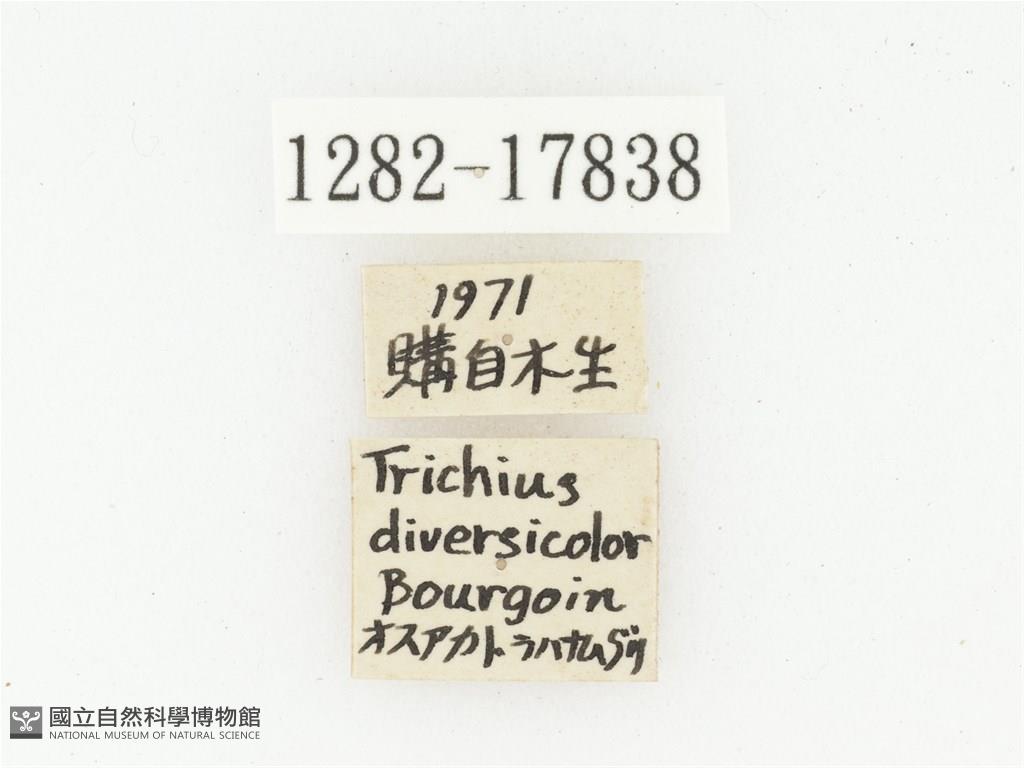 1282-17838
1971
購自木生
Trichius
diversicolor
Bourgoin
オスアカトラハナムグリ
國立自然科學博物館
NATIONAL MUSEUM OF NATURAL SCIENCE